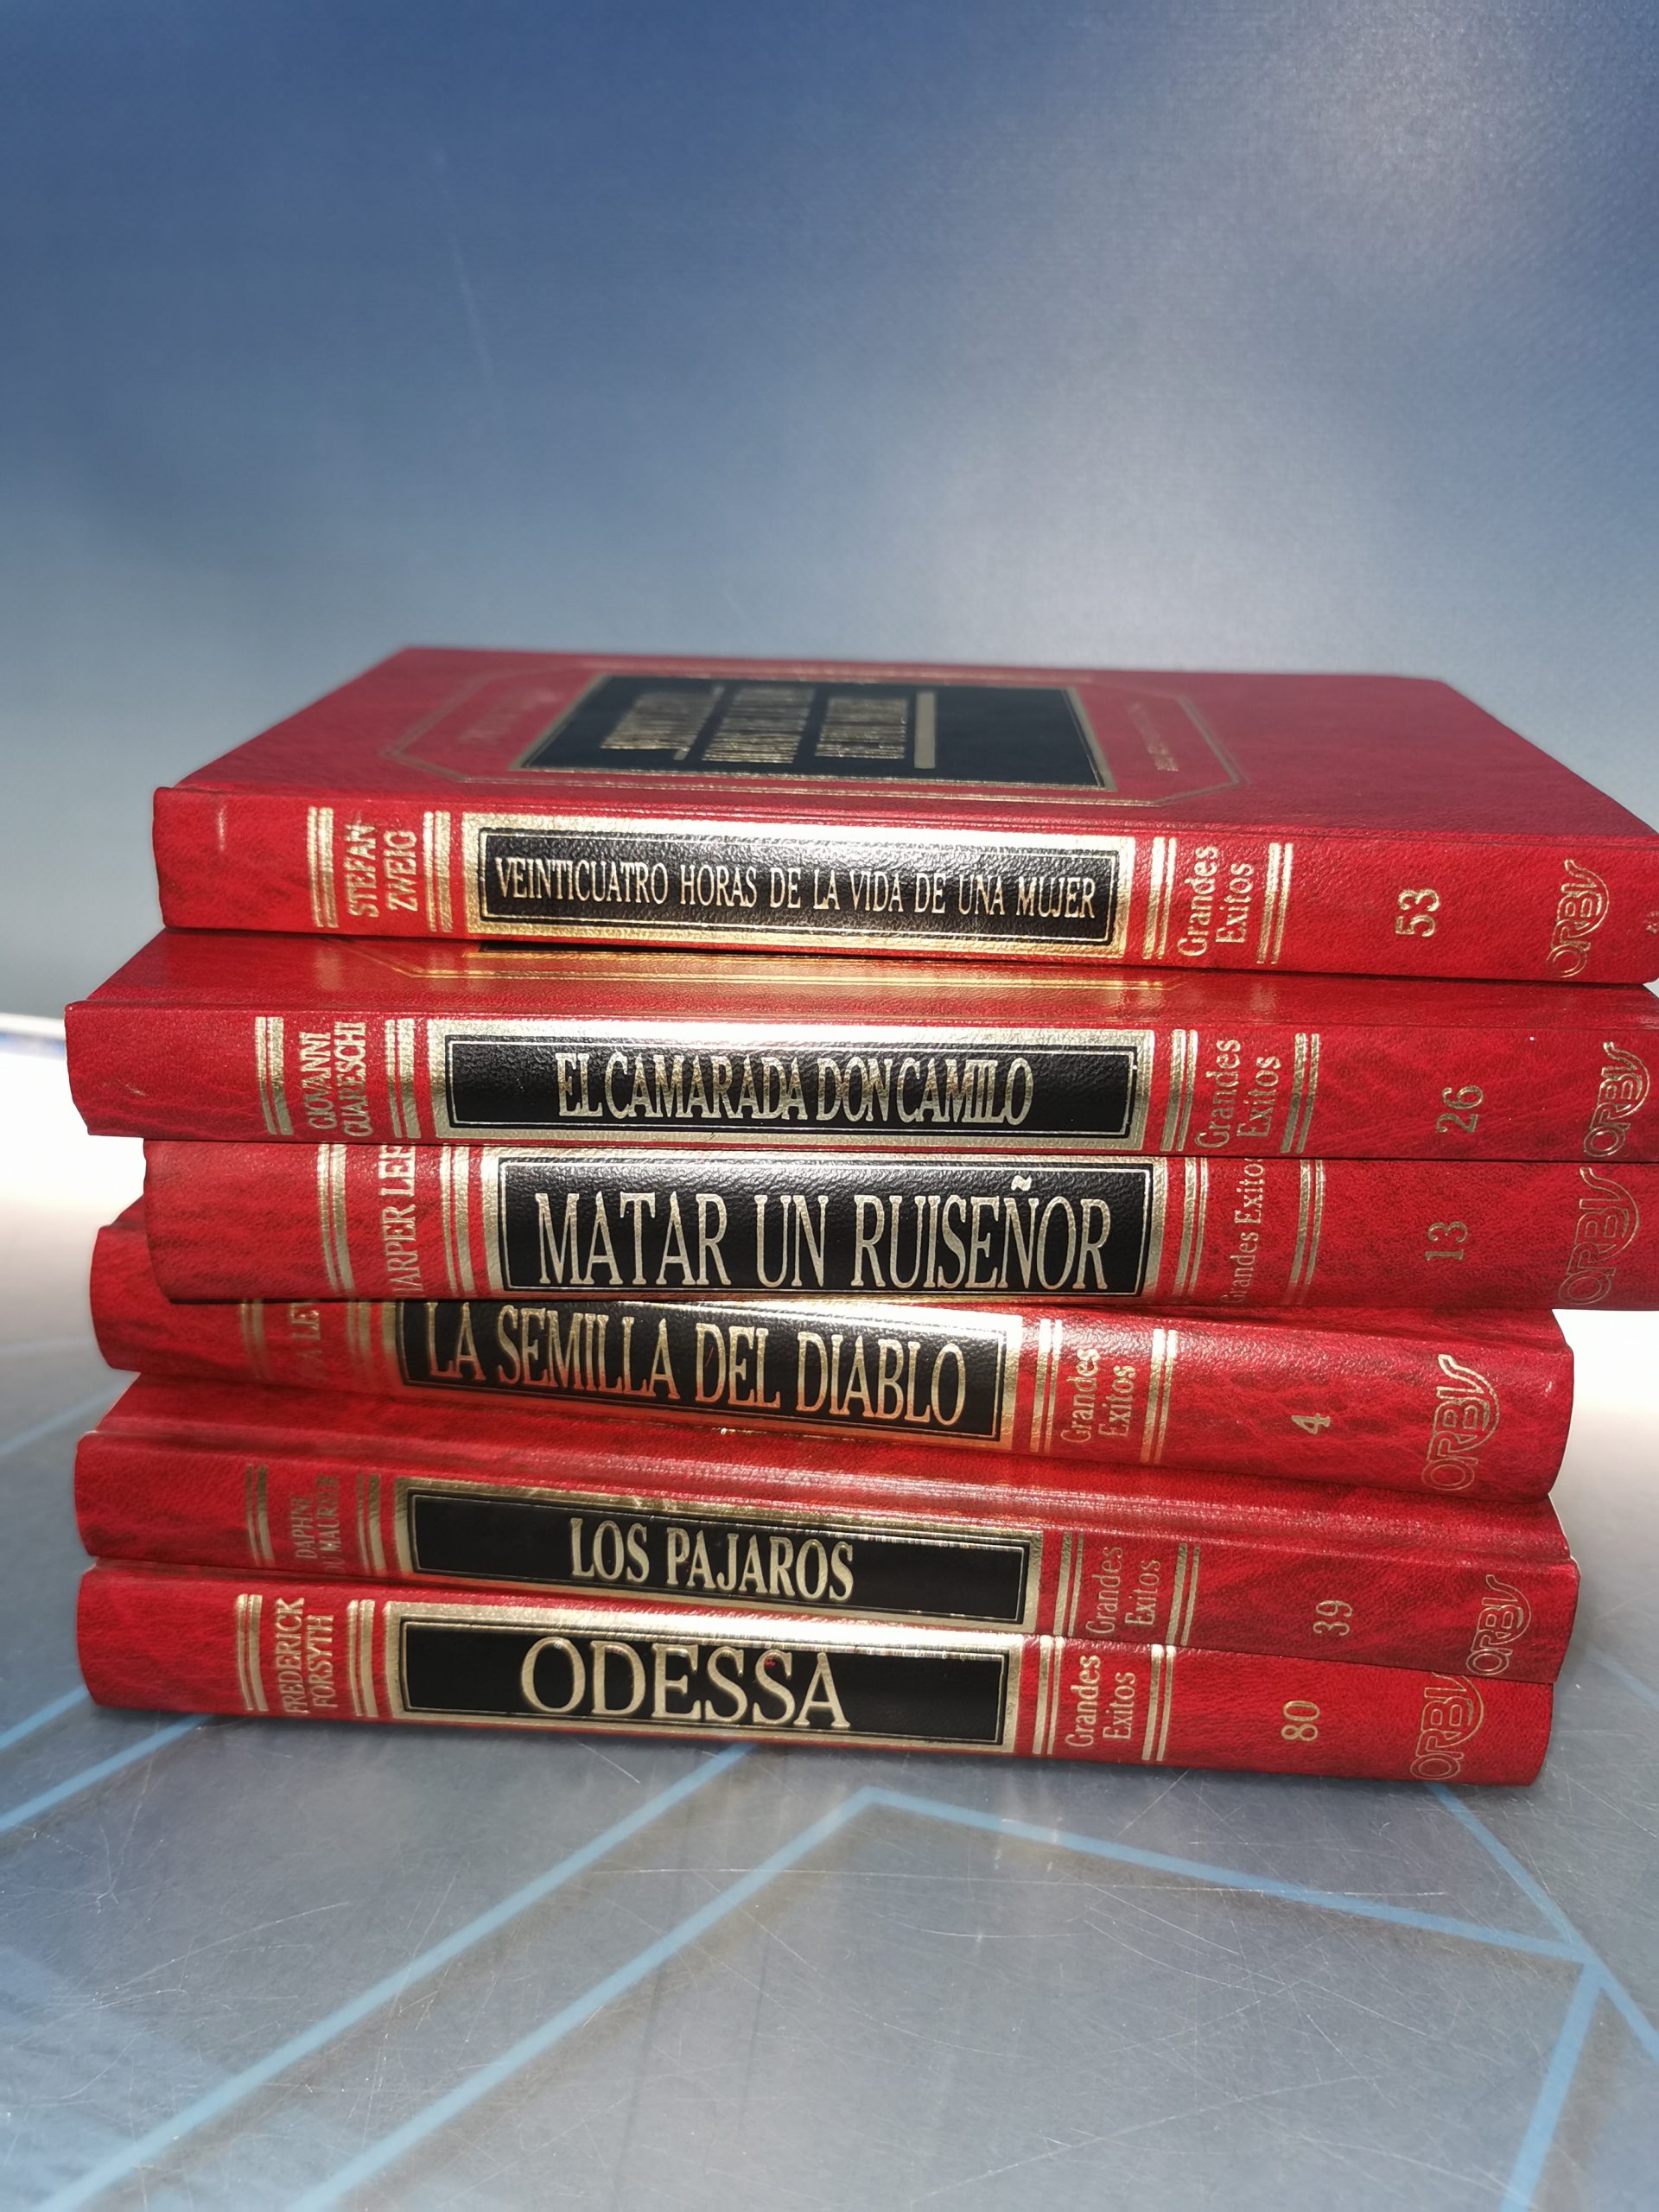 STEFAN
ZWEIG
VEINTICUATRO HORAS DE LA VIDA DE UNA MUJER
Grandes
Exitos
53
ORBIS
GIOVANNI
GUARESCHI
EL CAMARADA DON CAMILO
Grandes
Exitos
26
ORBIS
HARPER LEE
MATAR UN RUISEÑOR
Grandes Exitos
13
ORBIS
LA SEMILLA DEL DIABLO
Grandes
Exitos
4
ORBIS
DAPHNE
DU MAURIER
LOS PAJAROS
Grandes
Exitos
39
ORBIS
FREDERICK
FORSYTH
ODESSA
Grandes
Exitos
80
ORBIS